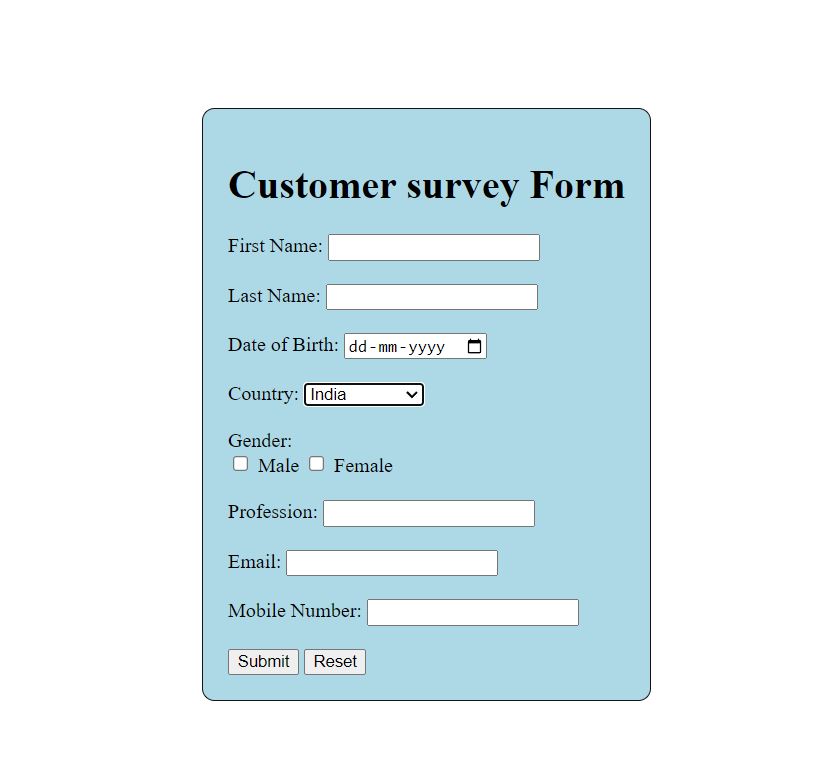 Customer survey Form
First Name:
Last Name:
Date of Birth: dd-mm-yyyy
Country: India
Gender:
Male Female
Profession:
Email:
Mobile Number:
Submit Reset